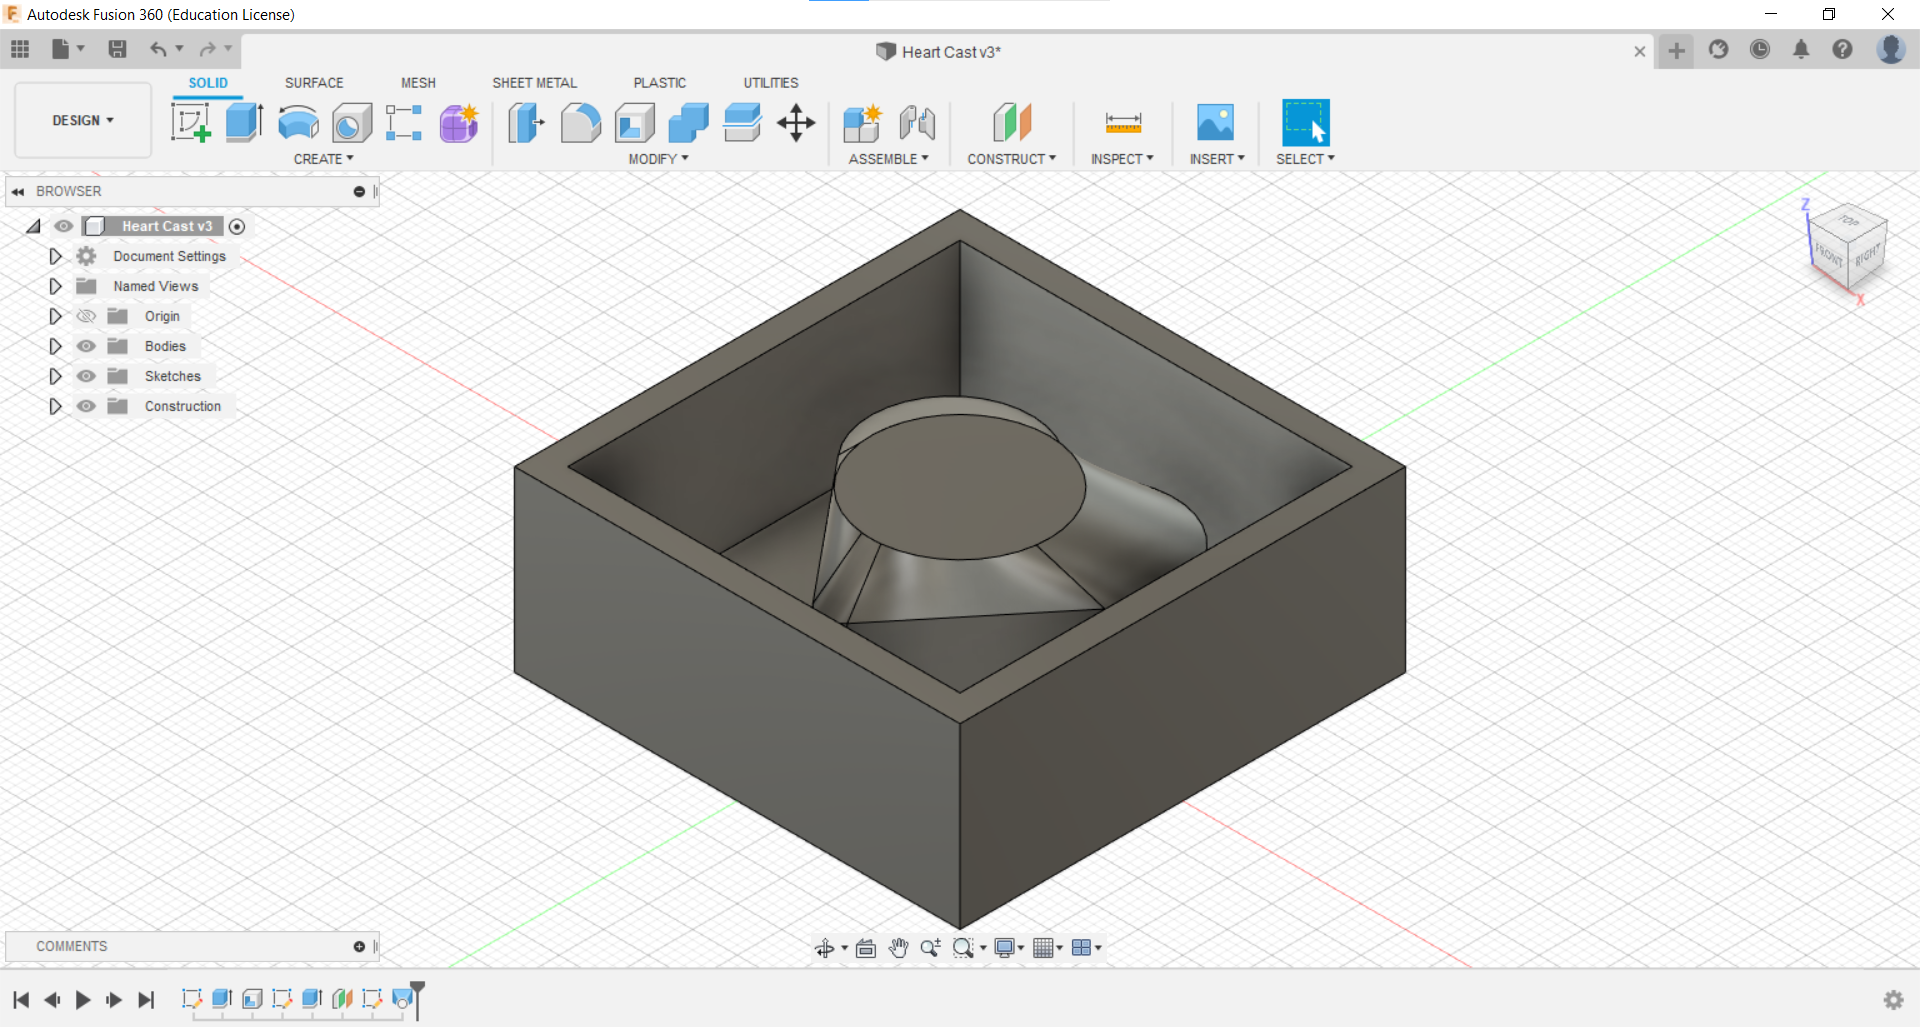 Autodesk Fusion 360 (Education License)
Heart Cast v3*
SOLID SURFACE MESH SHEET METAL PLASTIC UTILITIES
DESIGN
CREATE MODIFY ASSEMBLE CONSTRUCT INSPECT INSERT SELECT
BROWSER
Heart Cast v3
Document Settings
Named Views
Origin
Bodies
Sketches
Construction
Z
TOP
FRONT RIGHT
X
COMMENTS